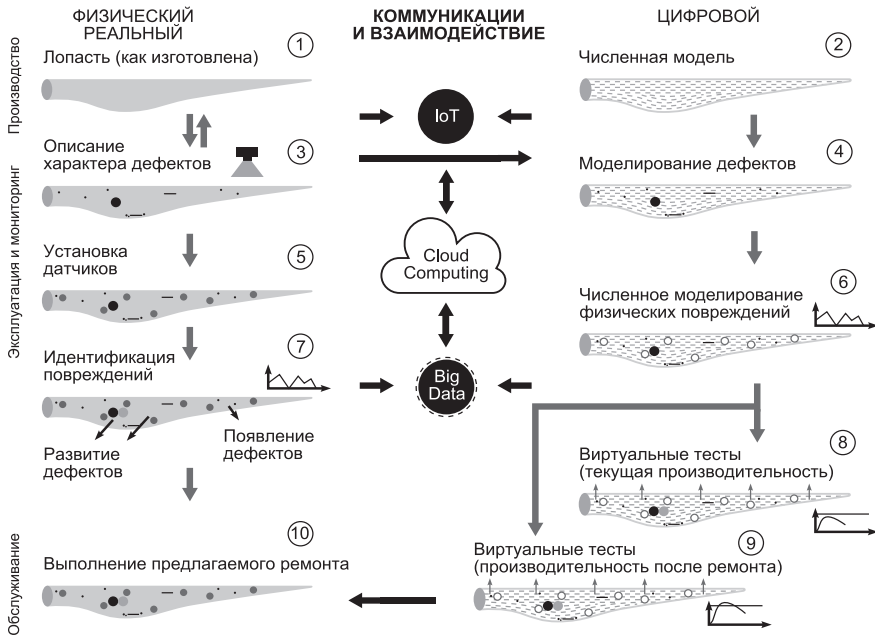 ФИЗИЧЕСКИЙ
РЕАЛЬНЫЙ
КОММУНИКАЦИИ
И ВЗАИМОДЕЙСТВИЕ
ЦИФРОВОЙ
Производство
1
Лопасть (как изготовлена)
IoT
2
Численная модель
Эксплуатация и мониторинг
Описание
характера дефектов
3
4
Моделирование дефектов
Установка
датчиков
5
Cloud
Computing
6
Численное моделирование
физических повреждений
Идентификация
повреждений
7
Big
Data
Развитие
дефектов
Появление
дефектов
8
Виртуальные тесты
(текущая производительность)
Обслуживание
10
Выполнение предлагаемого ремонта
9
Виртуальные тесты
(производительность после ремонта)